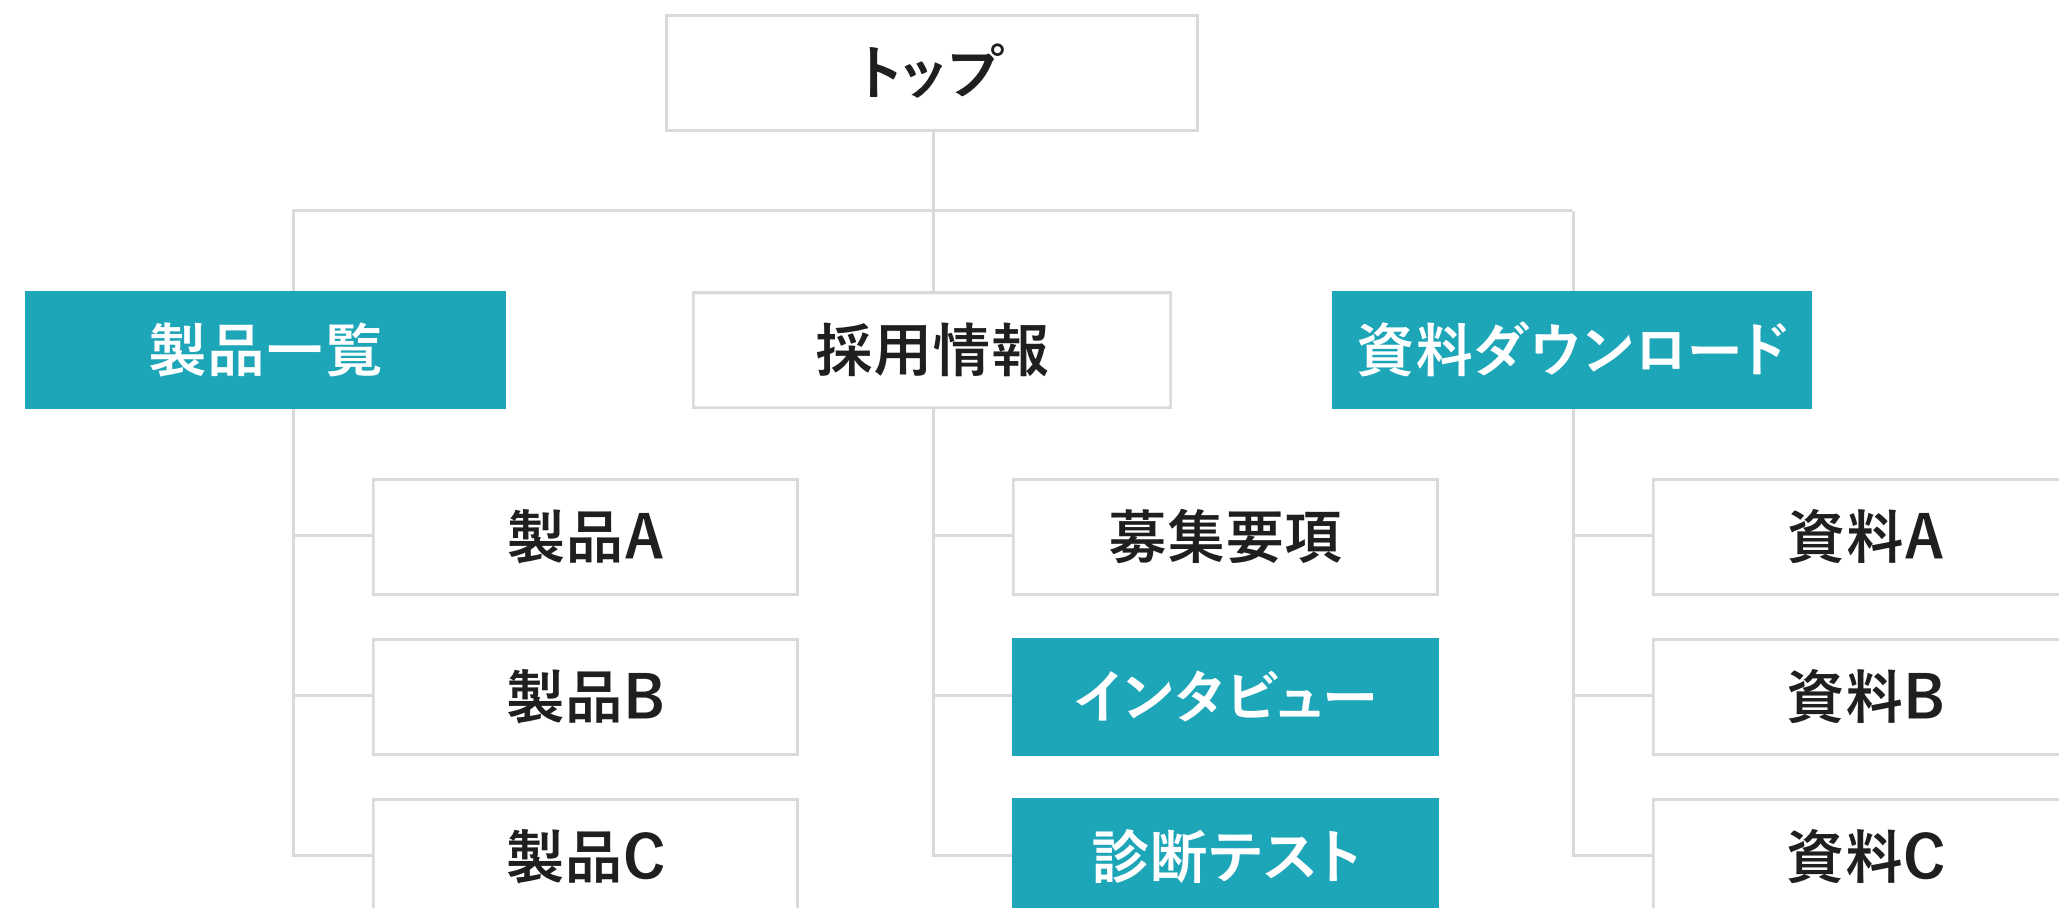 トップ
製品一覧
採用情報
資料ダウンロード
製品A
募集要項
資料A
製品B
インタビュー
資料B
製品C
診断テスト
資料C